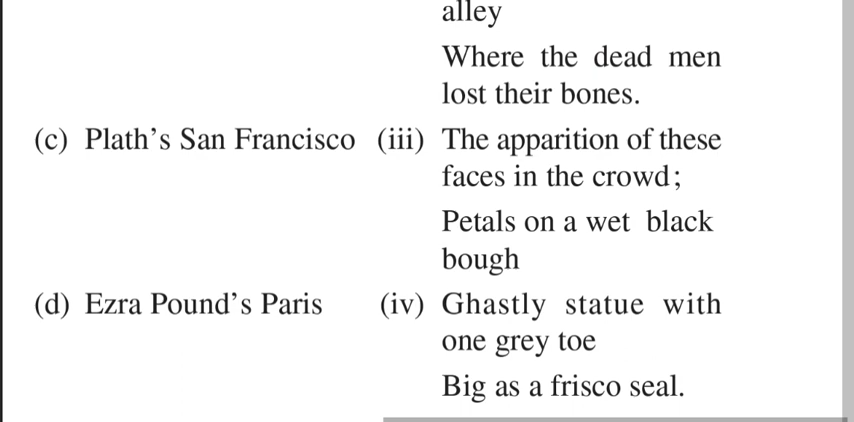 alley
Where the dead men
lost their bones.
(c) Plath's San Francisco (iii) The apparition of these
faces in the crowd;
Petals on a wet black
bough
(d) Ezra Pound's Paris (iv) Ghastly statue with
one grey toe
Big as a frisco seal.